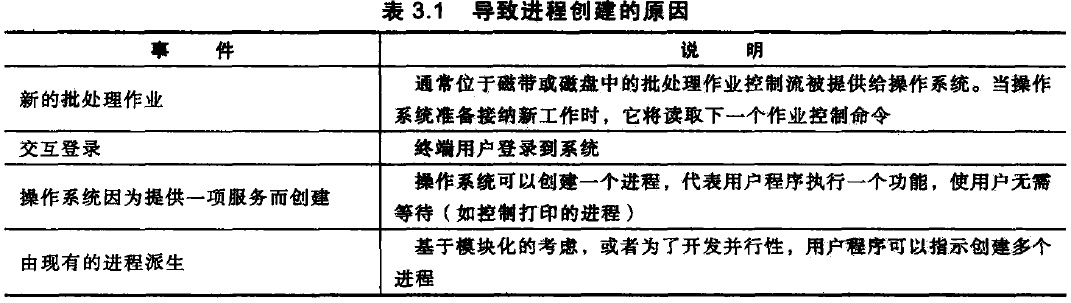 表 3.1 导致进程创建的原因
事 件 说 明
新的批处理作业 通常位于磁带或磁盘中的批处理作业控制流被提供给操作系统。当操作
系统准备接纳新工作时，它将读取下一个作业控制命令
交互登录 终端用户登录到系统
操作系统因为提供一项服务而创建 操作系统可以创建一个进程，代表用户程序执行一个功能，使用户无需
等待（如控制打印的进程）
由现有的进程派生 基于模块化的考虑，或者为了开发并行性，用户程序可以指示创建多个
进程